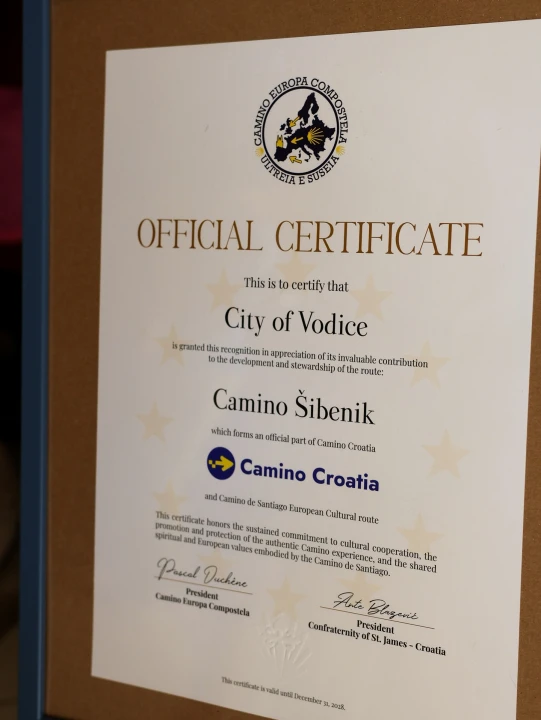 CAMINO EUROPA COMPOSTELA
ULTREIA E SUSEIA
OFFICIAL CERTIFICATE
This is to certify that
City of Vodice
is granted this recognition in appreciation of its invaluable contribution
to the development and stewardship of the route:
Camino Šibenik
which forms an official part of Camino Croatia
Camino Croatia
and Camino de Santiago European Cultural route
This certificate honors the sustained commitment to cultural cooperation, the
promotion and protection of the authentic Camino experience, and the shared
spiritual and European values embodied by the Camino de Santiago.
Pascal Duchêne
President
Camino Europa Compostela
Ante Blazević
President
Confraternity of St. James - Croatia
This certificate is valid until December 31, 2028.